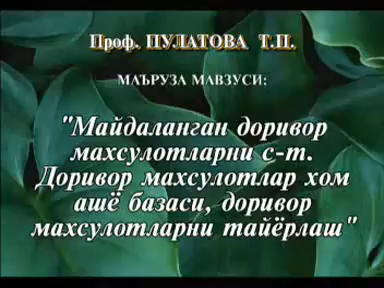 Проф. ПУЛАТОВА Т.П.
МАЪРУЗА МАВЗУСИ:
"Майдаланган доривор
махсулотларни с-т.
Доривор махсулотлар хом
ашё базаси, доривор
махсулотларни тайёрлаш"